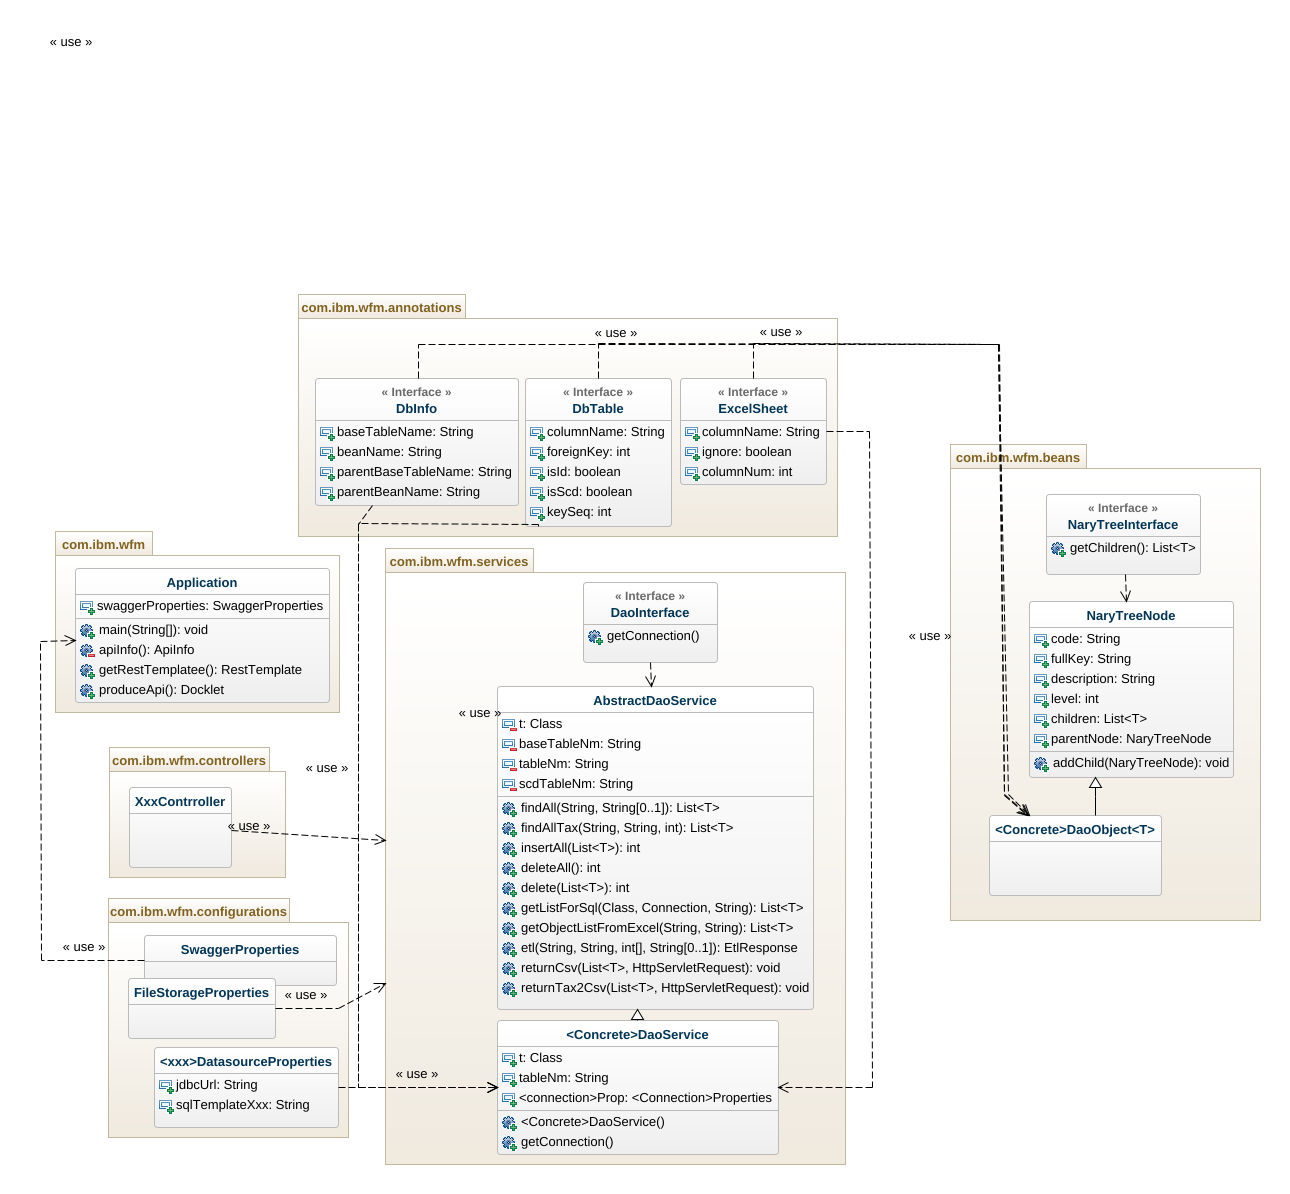 « use »
com.ibm.wfm.annotations
« use »
« use »
« Interface »
DbInfo
baseTableName: String
beanName: String
parentBaseTableName: String
parentBeanName: String
« Interface »
DbTable
columnName: String
foreignKey: int
isId: boolean
isScd: boolean
keySeq: int
« Interface »
ExcelSheet
columnName: String
ignore: boolean
columnNum: int
com.ibm.wfm.beans
« Interface »
NaryTreeInterface
getChildren(): List<T>
« use »
NaryTreeNode
code: String
fullKey: String
description: String
level: int
children: List<T>
parentNode: NaryTreeNode
addChild(NaryTreeNode): void
<Concrete>DaoObject<T>
com.ibm.wfm
Application
swaggerProperties: SwaggerProperties
main(String[]): void
apiInfo(): ApiInfo
getRestTemplatee(): RestTemplate
produceApi(): Docklet
com.ibm.wfm.services
« Interface »
DaoInterface
getConnection()
« use »
AbstractDaoService
t: Class
baseTableNm: String
tableNm: String
scdTableNm: String
findAll(String, String[0..1]): List<T>
findAllTax(String, String, int): List<T>
insertAll(List<T>): int
deleteAll(): int
delete(List<T>): int
getListForSql(Class, Connection, String): List<T>
getObjectListFromExcel(String, String): List<T>
etl(String, String, int[], String[0..1]): EtlResponse
returnCsv(List<T>, HttpServletRequest): void
returnTax2Csv(List<T>, HttpServletRequest): void
<Concrete>DaoService
t: Class
tableNm: String
<connection>Prop: <Connection>Properties
<Concrete>DaoService()
getConnection()
« use »
com.ibm.wfm.controllers
XxxContrroller
« use »
com.ibm.wfm.configurations
« use »
SwaggerProperties
FileStorageProperties
« use »
<xxx>DatasourceProperties
jdbcUrl: String
sqlTemplateXxx: String
« use »